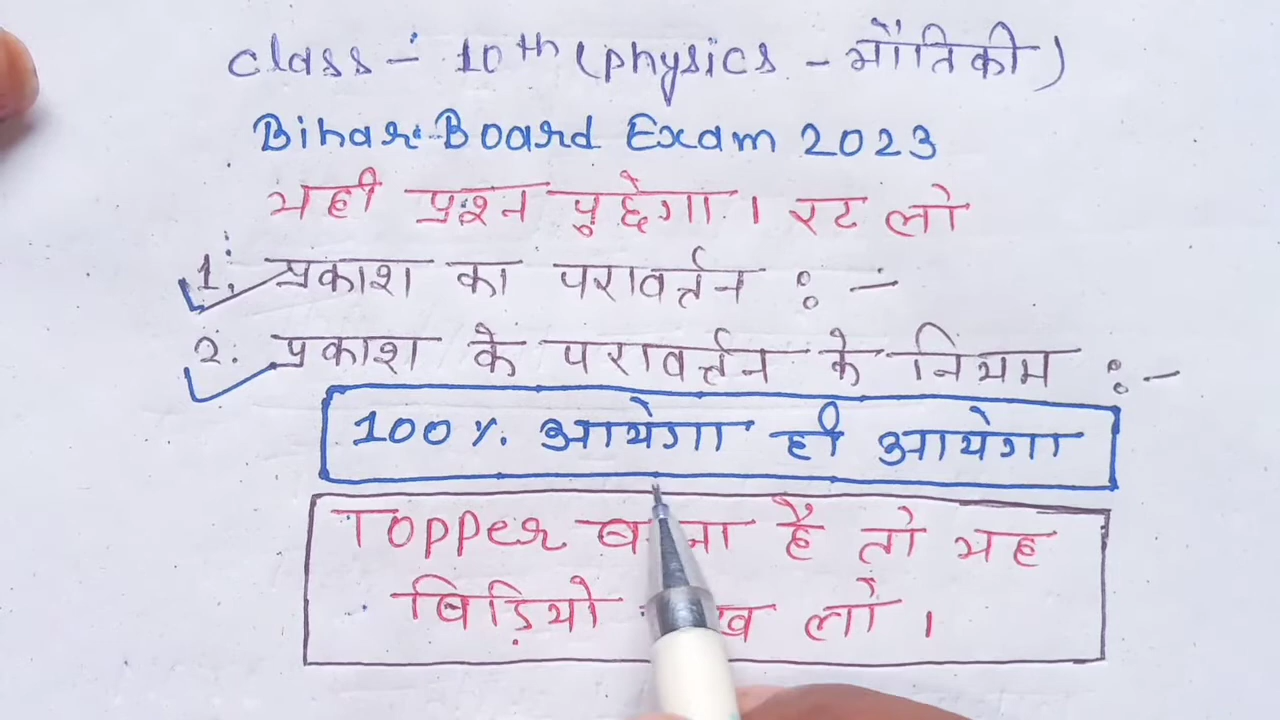 class :- 10th (physics - भौतिकी)
Bihar Board Exam 2023
यही प्रश्न पुछेगा । रट लो
1. प्रकाश का परावर्त्तन : -
2. प्रकाश के परावर्त्तन के नियम : -
100 %. आयेगा ही आयेगा
Topper है तो यह
बिडि़यो लो ।